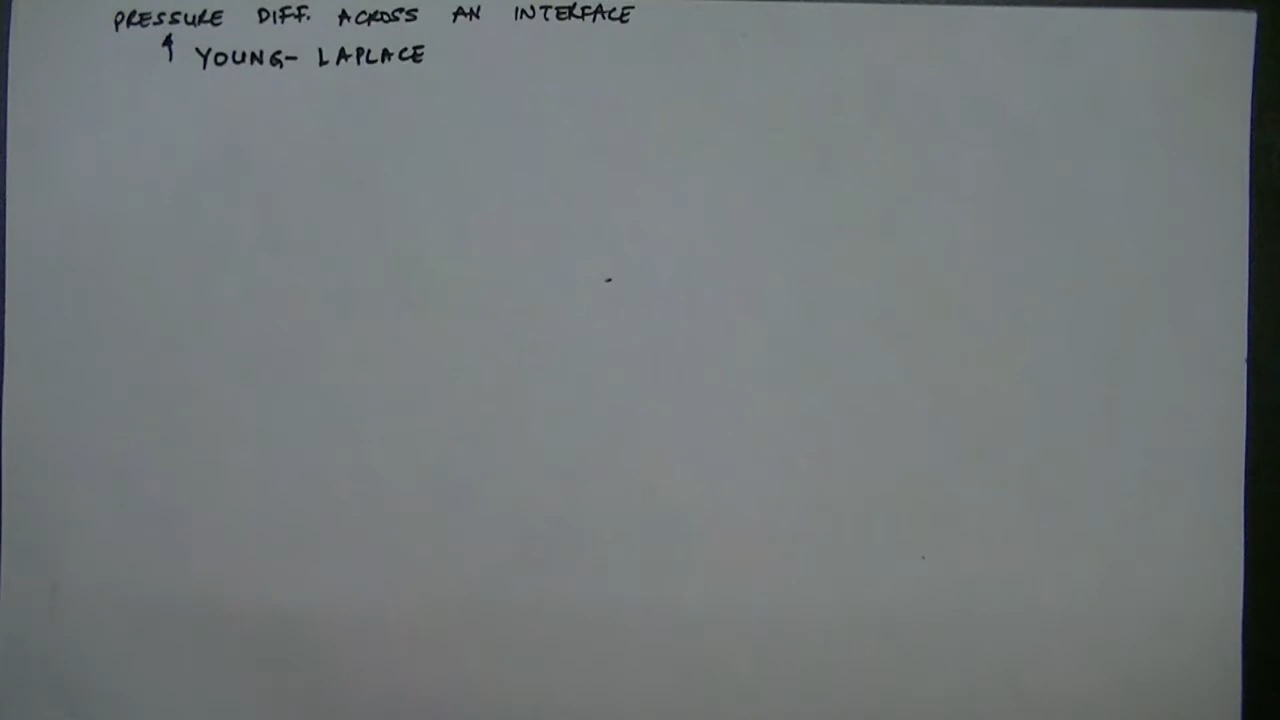 PRESSURE DIFF. ACROSS AN INTERFACE
↑ YOUNG- LAPLACE